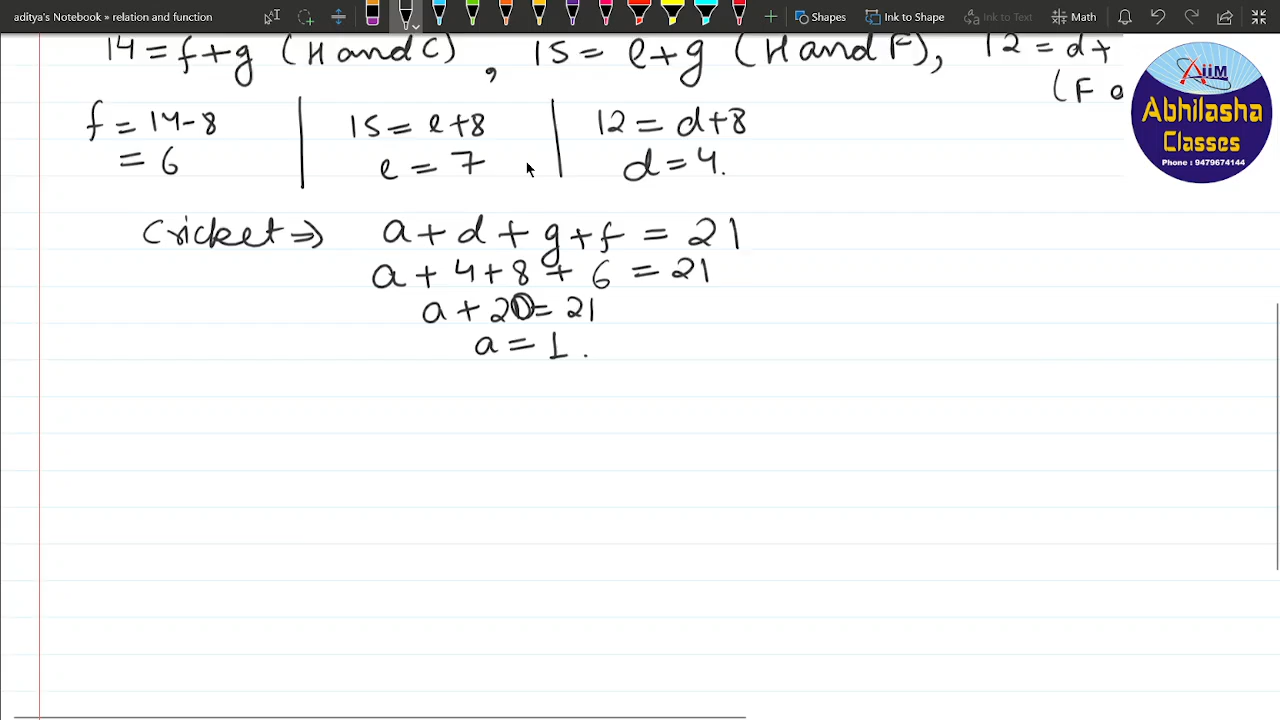 aditya's Notebook » relation and function
Shapes
Ink to Shape
Ink to Text
Math
14 = f+g (H and C) , 15 = e+g (H and F), 12 = d+
(F a
AIIM
Abhilasha
Classes
Phone : 9479674144
f = 14-8
= 6
15 = e+8
e = 7
12 = d+8
d = 4.
Cricket ⇒ a + d + g + f = 21
a + 4 + 8 + 6 = 21
a + 20 = 21
a = 1 .